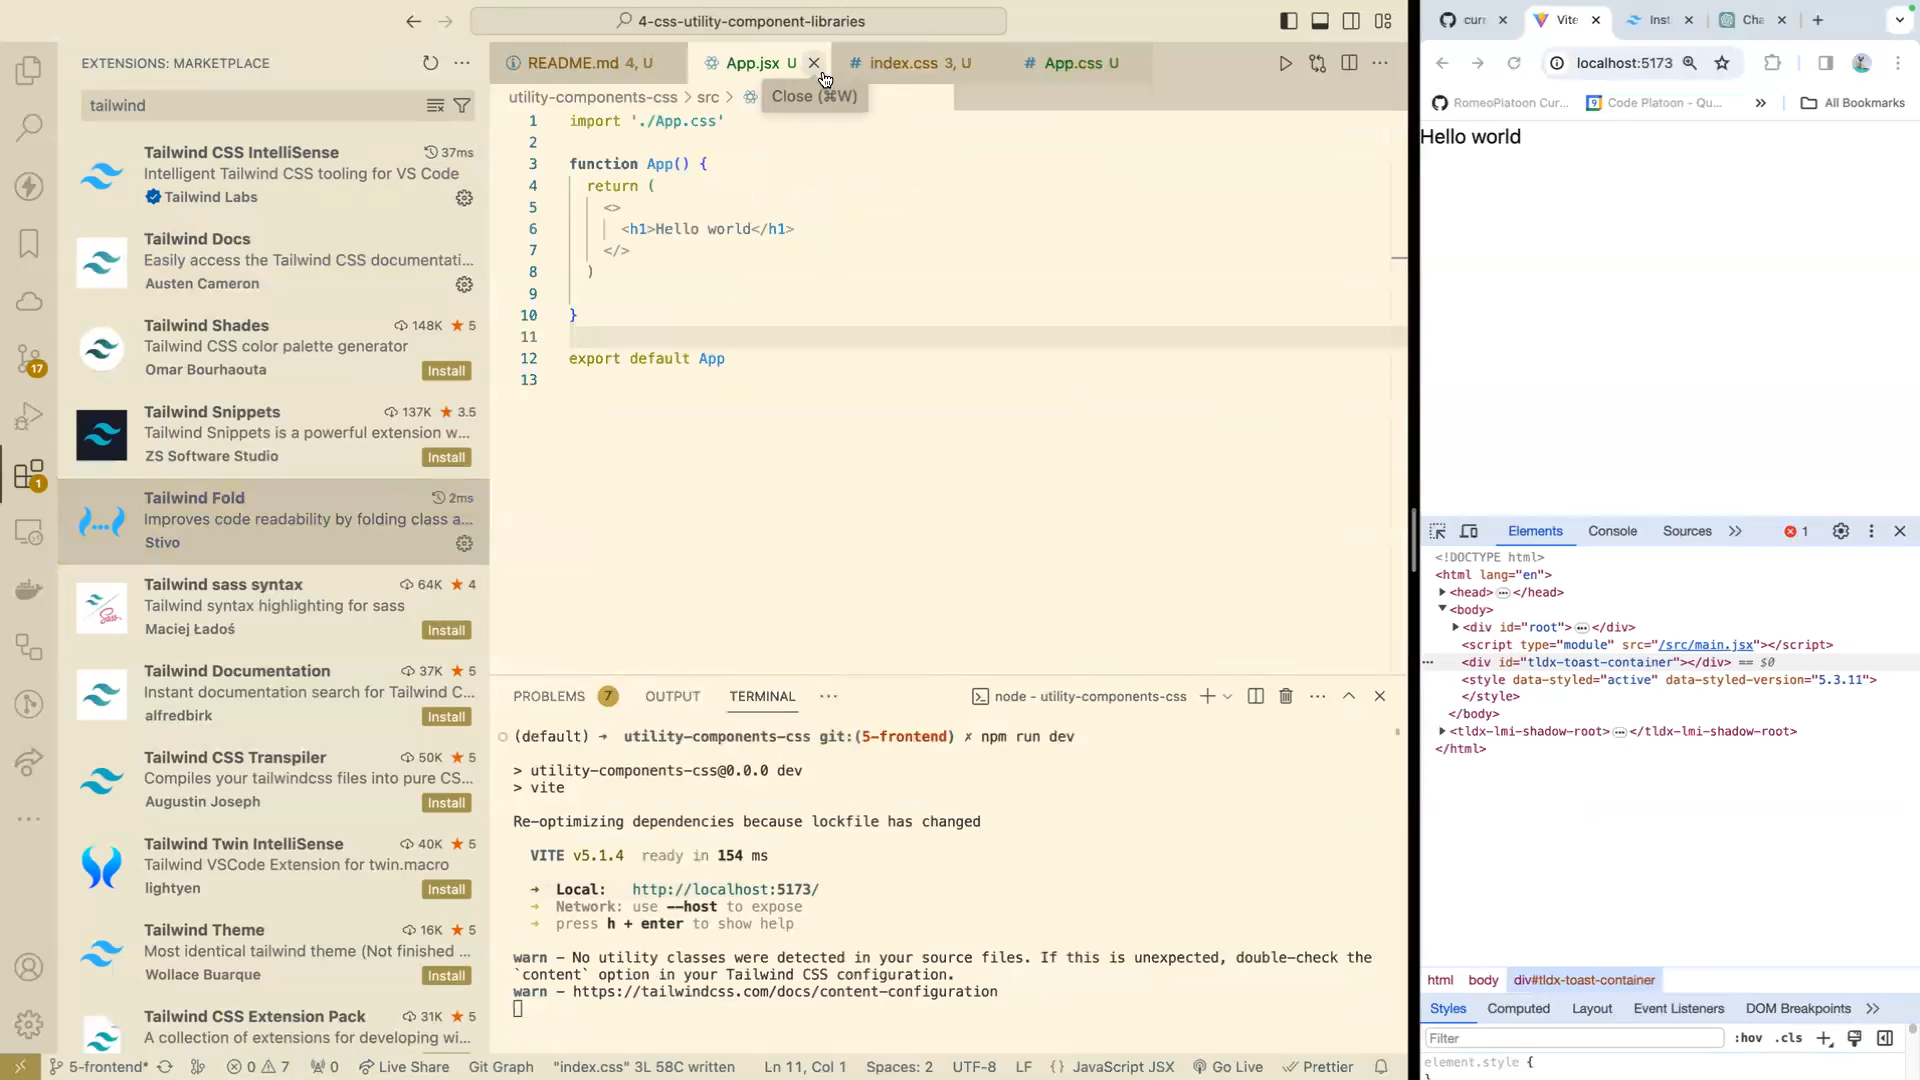 4-css-utility-component-libraries
EXTENSIONS: MARKETPLACE
tailwind
Tailwind CSS IntelliSense 37ms
Intelligent Tailwind CSS tooling for VS Code
Tailwind Labs
Tailwind Docs
Easily access the Tailwind CSS documentati...
Austen Cameron
Tailwind Shades 148K 5
Tailwind CSS color palette generator
Omar Bourhaouta Install
Tailwind Snippets 137K 3.5
Tailwind Snippets is a powerful extension w...
ZS Software Studio Install
Tailwind Fold 2ms
Improves code readability by folding class a...
Stivo
Tailwind sass syntax 64K 4
Tailwind syntax highlighting for sass
Maciej Ładoś Install
Tailwind Documentation 37K 5
Instant documentation search for Tailwind C...
alfredbirk Install
Tailwind CSS Transpiler 50K 5
Compiles your tailwindcss files into pure CS...
Augustin Joseph Install
Tailwind Twin IntelliSense 40K 5
Tailwind VSCode Extension for twin.macro
lightyen Install
Tailwind Theme 16K 5
Most identical tailwind theme (Not finished ...
Wollace Buarque Install
Tailwind CSS Extension Pack 31K 5
A collection of extensions for developing wi...
17
1
README.md 4, U
App.jsx U
index.css 3, U
App.css U
utility-components-css > src >
Close (⌘W)
1 import './App.css'
2
3 function App() {
4 return (
5 <>
6 <h1>Hello world</h1>
7 </>
8 )
9
10 }
11
12 export default App
13
PROBLEMS 7 OUTPUT TERMINAL ··· node - utility-components-css
(default) → utility-components-css git:(5-frontend) ✗ npm run dev
> utility-components-css@0.0.0 dev
> vite
Re-optimizing dependencies because lockfile has changed
VITE v5.1.4 ready in 154 ms
➜ Local: http://localhost:5173/
➜ Network: use --host to expose
➜ press h + enter to show help
warn - No utility classes were detected in your source files. If this is unexpected, double-check the
`content` option in your Tailwind CSS configuration.
warn - https://tailwindcss.com/docs/content-configuration
5-frontend* 0 7 0 Live Share Git Graph "index.css" 3L 58C written Ln 11, Col 1 Spaces: 2 UTF-8 LF {} JavaScript JSX Go Live Prettier
curr Vite Inst Cha
localhost:5173
RomeoPlatoon Cur... Code Platoon - Qu... » All Bookmarks
Hello world
Elements Console Sources » 1
<!DOCTYPE html>
<html lang="en">
<head> ··· </head>
<body>
<div id="root"> ··· </div>
<script type="module" src="/src/main.jsx"></script>
··· <div id="tldx-toast-container"></div> == $0
<style data-styled="active" data-styled-version="5.3.11">
</style>
</body>
<tldx-lmi-shadow-root> ··· </tldx-lmi-shadow-root>
</html>
html body div#tldx-toast-container
Styles Computed Layout Event Listeners DOM Breakpoints »
Filter :hov .cls
element.style {